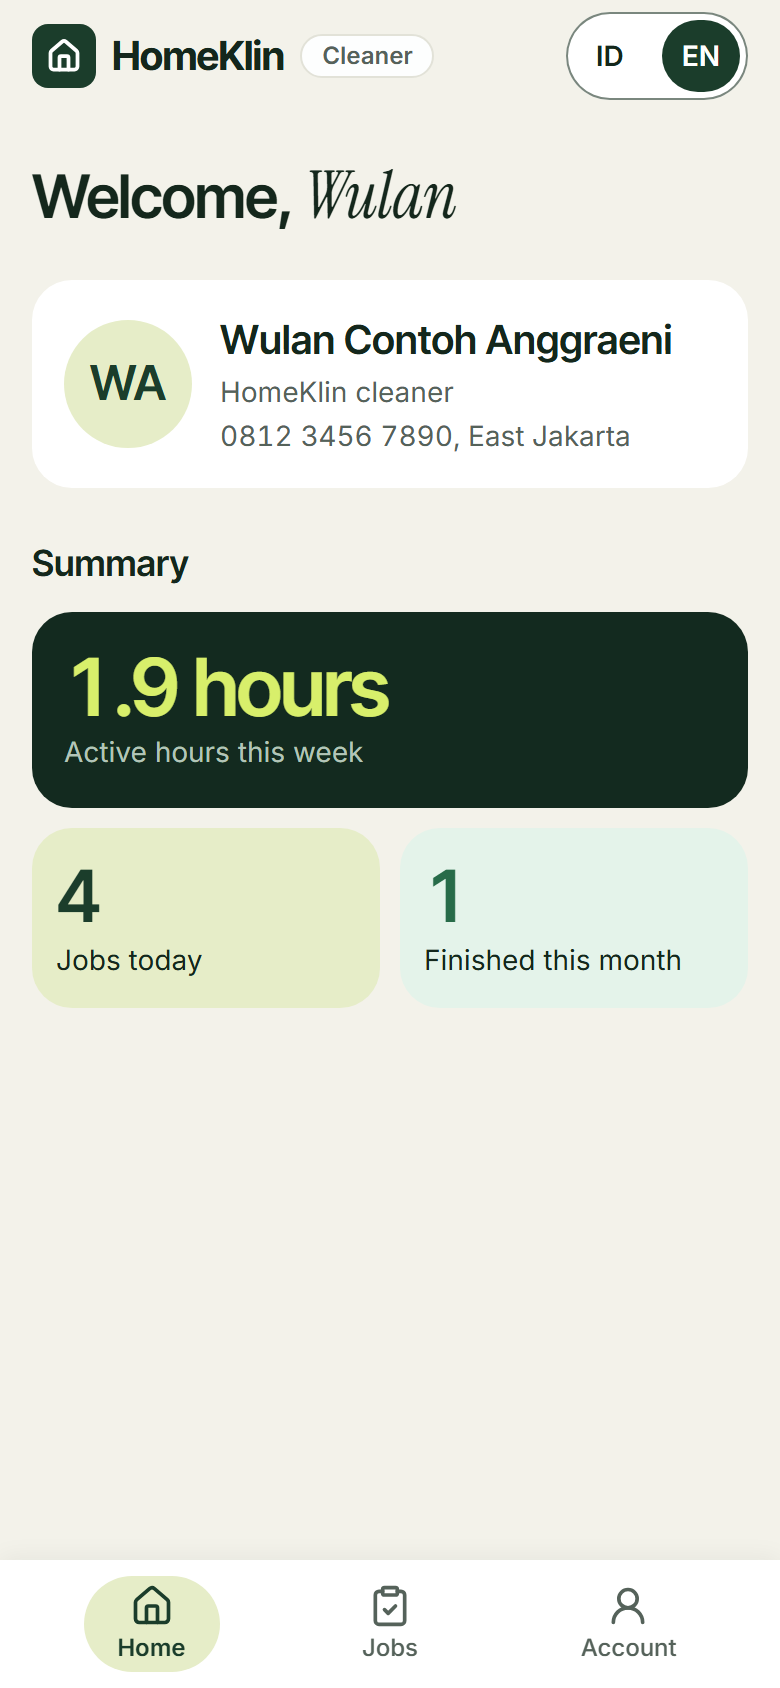 HomeKlin
Cleaner
ID
EN
Welcome, Wulan
WA
Wulan Contoh Anggraeni
HomeKlin cleaner
0812 3456 7890, East Jakarta
Summary
1.9 hours
Active hours this week
4
Jobs today
1
Finished this month
Home
Jobs
Account